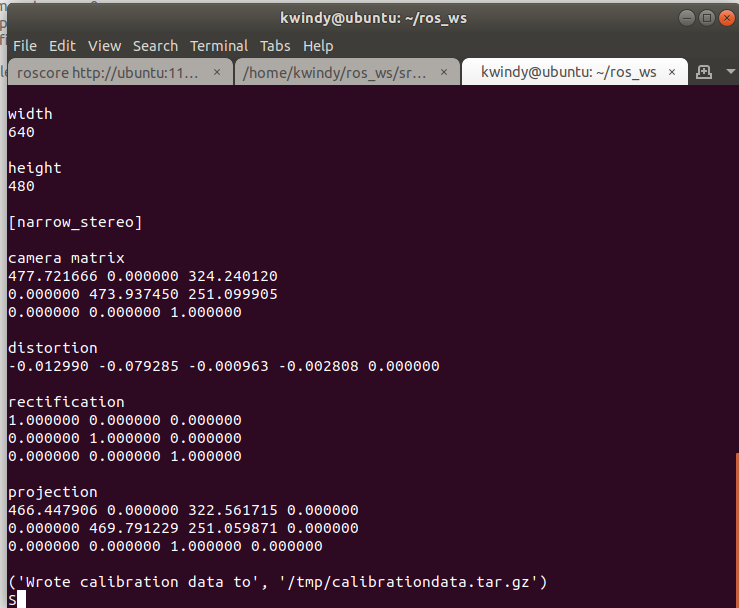 kwindy@ubuntu: ~/ros_ws
File Edit View Search Terminal Tabs Help
roscore http://ubuntu:11... × /home/kwindy/ros_ws/sr... × kwindy@ubuntu: ~/ros_ws ×
width
640
height
480
[narrow_stereo]
camera matrix
477.721666 0.000000 324.240120
0.000000 473.937450 251.099905
0.000000 0.000000 1.000000
distortion
-0.012990 -0.079285 -0.000963 -0.002808 0.000000
rectification
1.000000 0.000000 0.000000
0.000000 1.000000 0.000000
0.000000 0.000000 1.000000
projection
466.447906 0.000000 322.561715 0.000000
0.000000 469.791229 251.059871 0.000000
0.000000 0.000000 1.000000 0.000000
('Wrote calibration data to', '/tmp/calibrationdata.tar.gz')
S